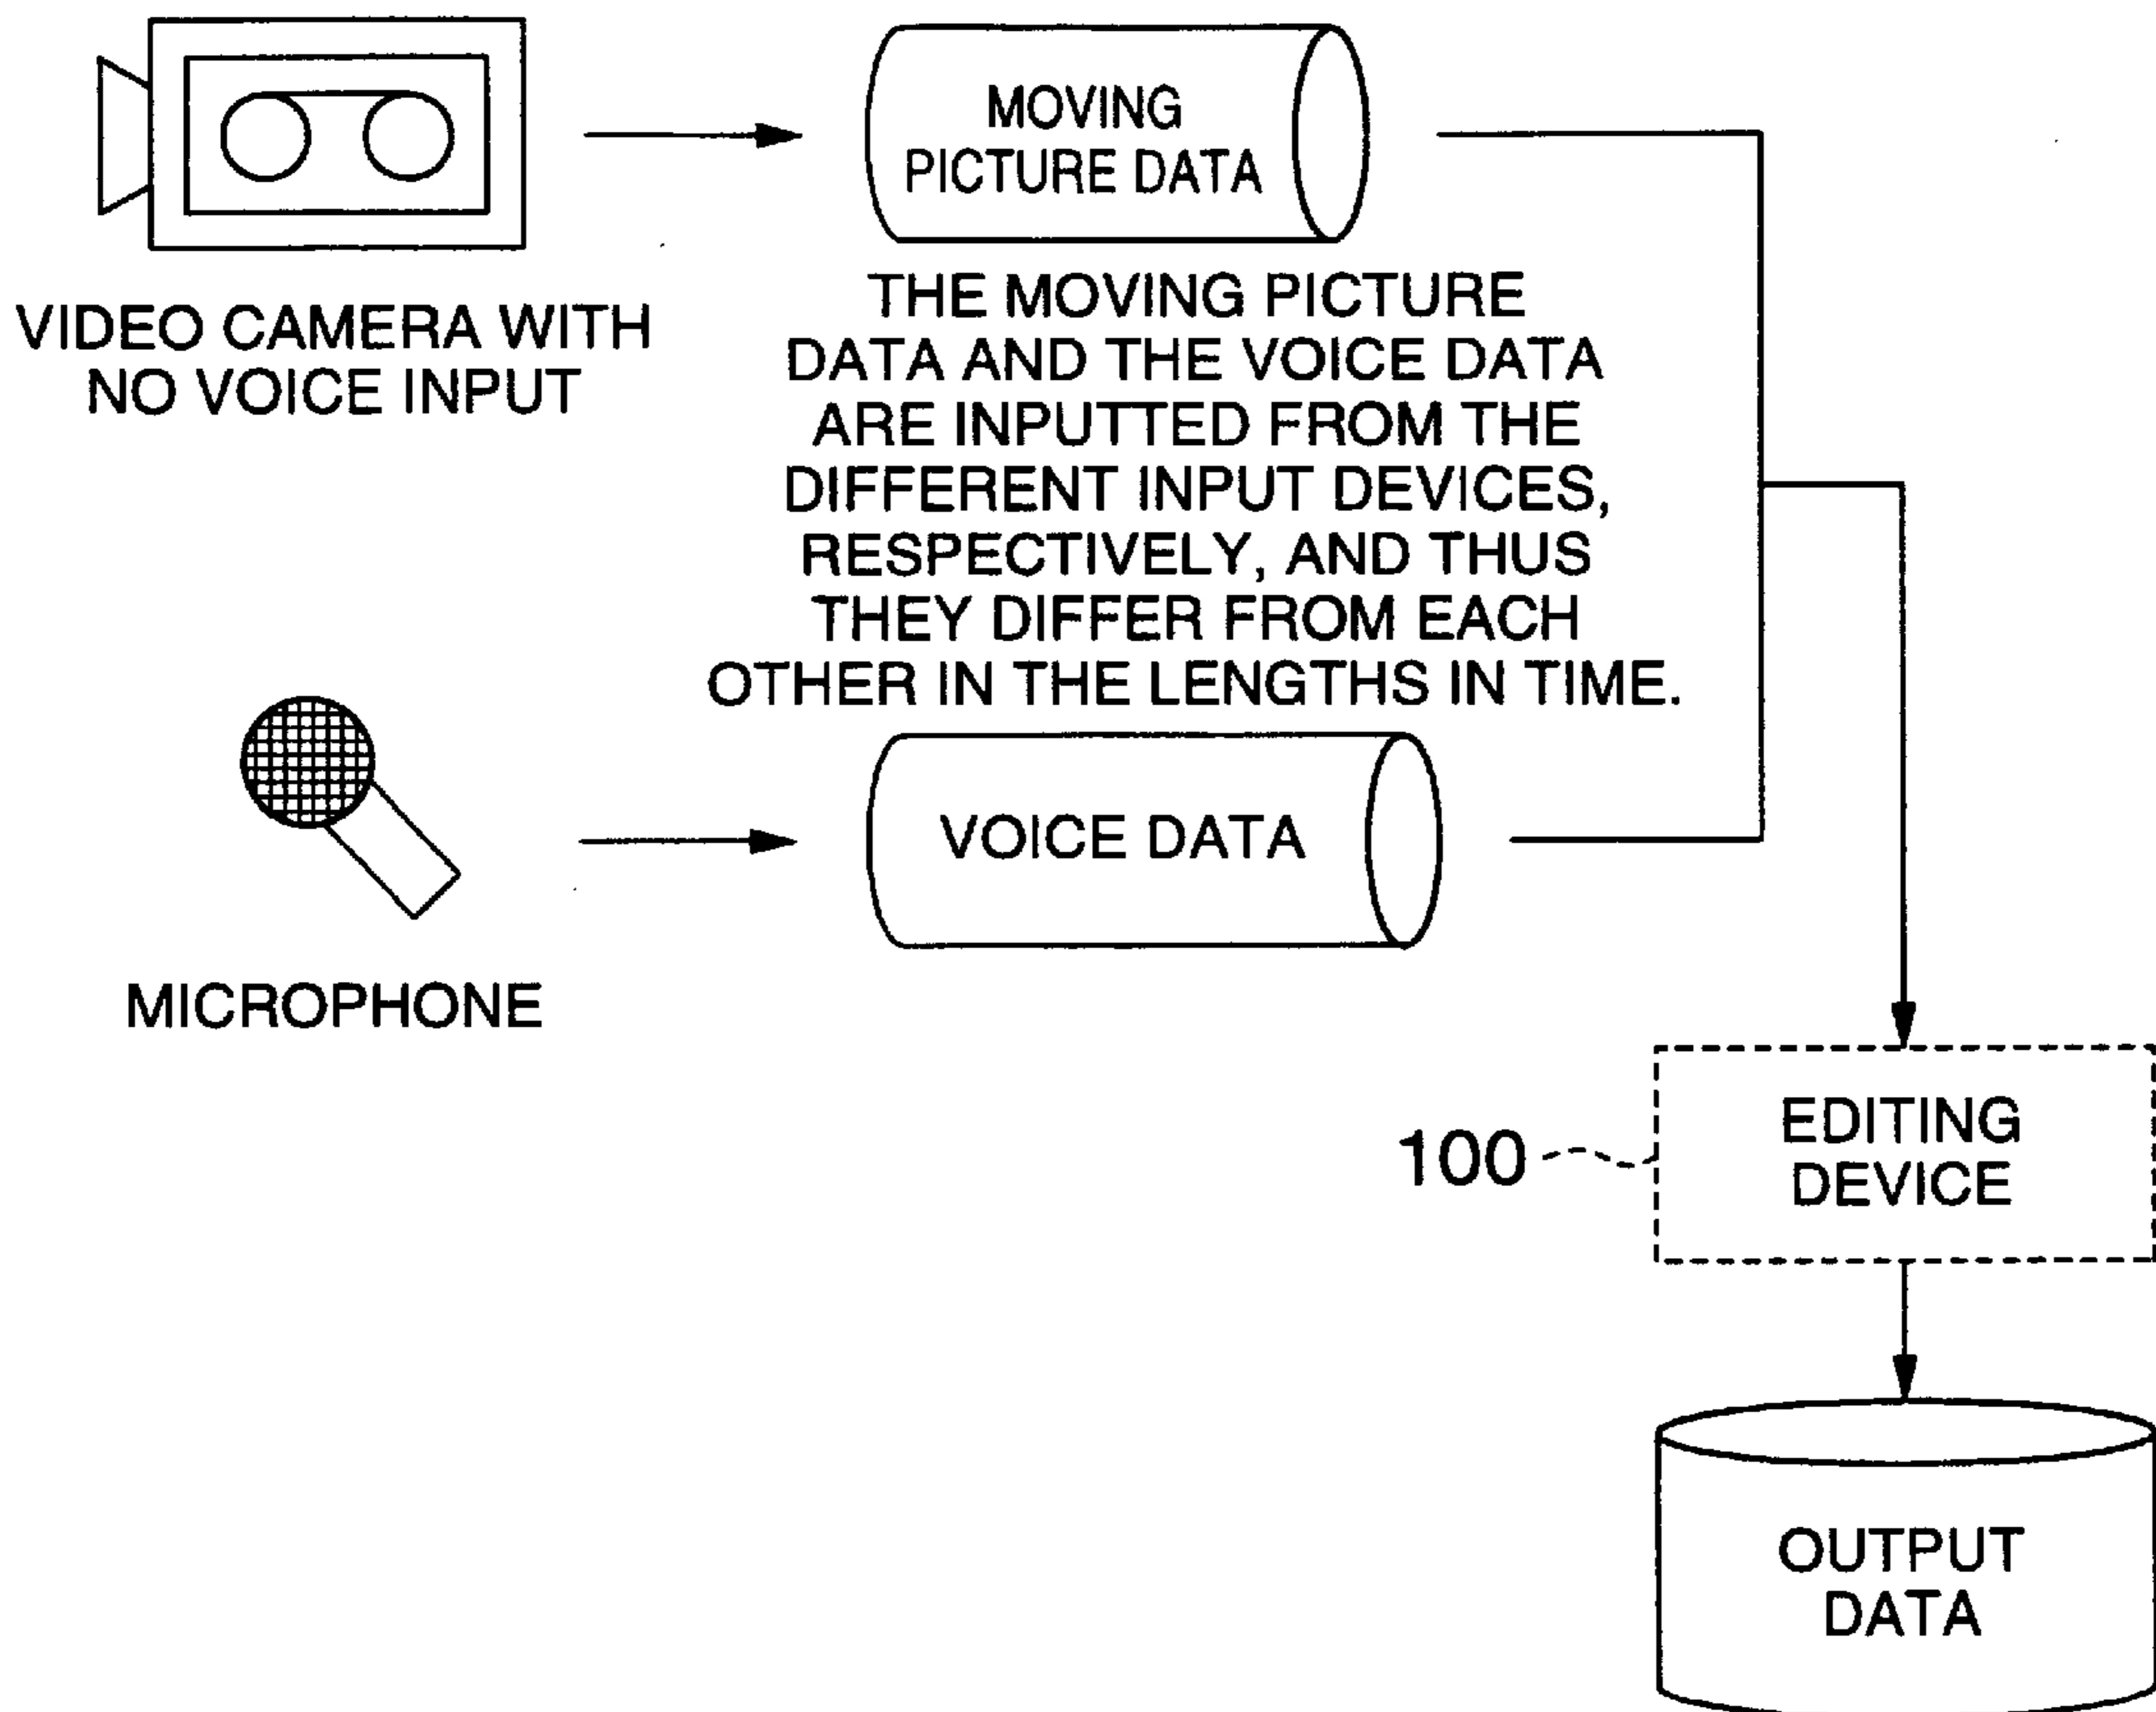 MOVING
PICTURE DATA
VIDEO CAMERA WITH
NO VOICE INPUT
THE MOVING PICTURE
DATA AND THE VOICE DATA
ARE INPUTTED FROM THE
DIFFERENT INPUT DEVICES,
RESPECTIVELY, AND THUS
THEY DIFFER FROM EACH
OTHER IN THE LENGTHS IN TIME.
VOICE DATA
MICROPHONE
100
EDITING
DEVICE
OUTPUT
DATA